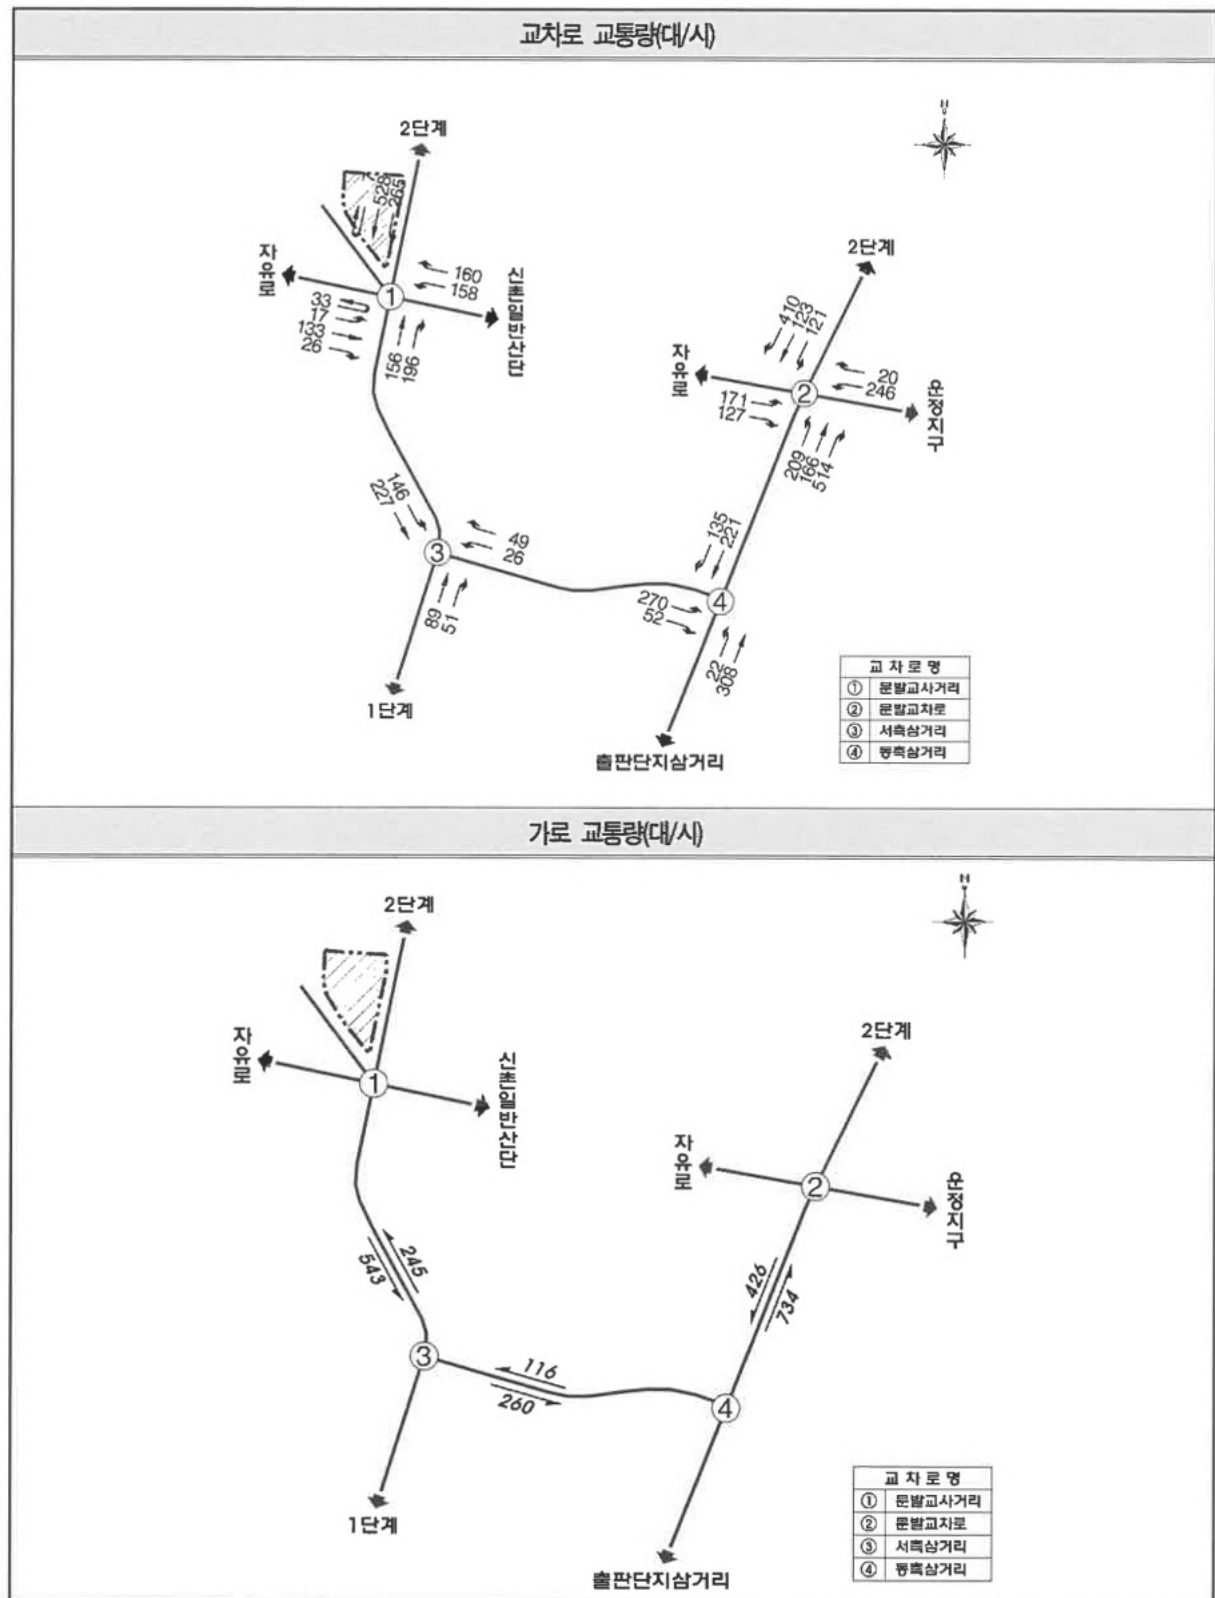 교차로 교통량(대/시)
N
2단계
528
265
자유로
신촌일반산단
160
158
①
33
17
133
26
156
196
2단계
410
123
121
자유로
운정지구
20
246
②
171
127
209
166
514
146
227
③
49
26
89
51
135
221
④
270
52
22
308
1단계
출판단지삼거리
교차로명
① 문발교사거리
② 문발교차로
③ 서측삼거리
④ 동측삼거리
가로 교통량(대/시)
N
2단계
자유로
신촌일반산단
①
2단계
자유로
운정지구
②
245
543
426
734
③
116
260
④
1단계
출판단지삼거리
교차로명
① 문발교사거리
② 문발교차로
③ 서측삼거리
④ 동측삼거리